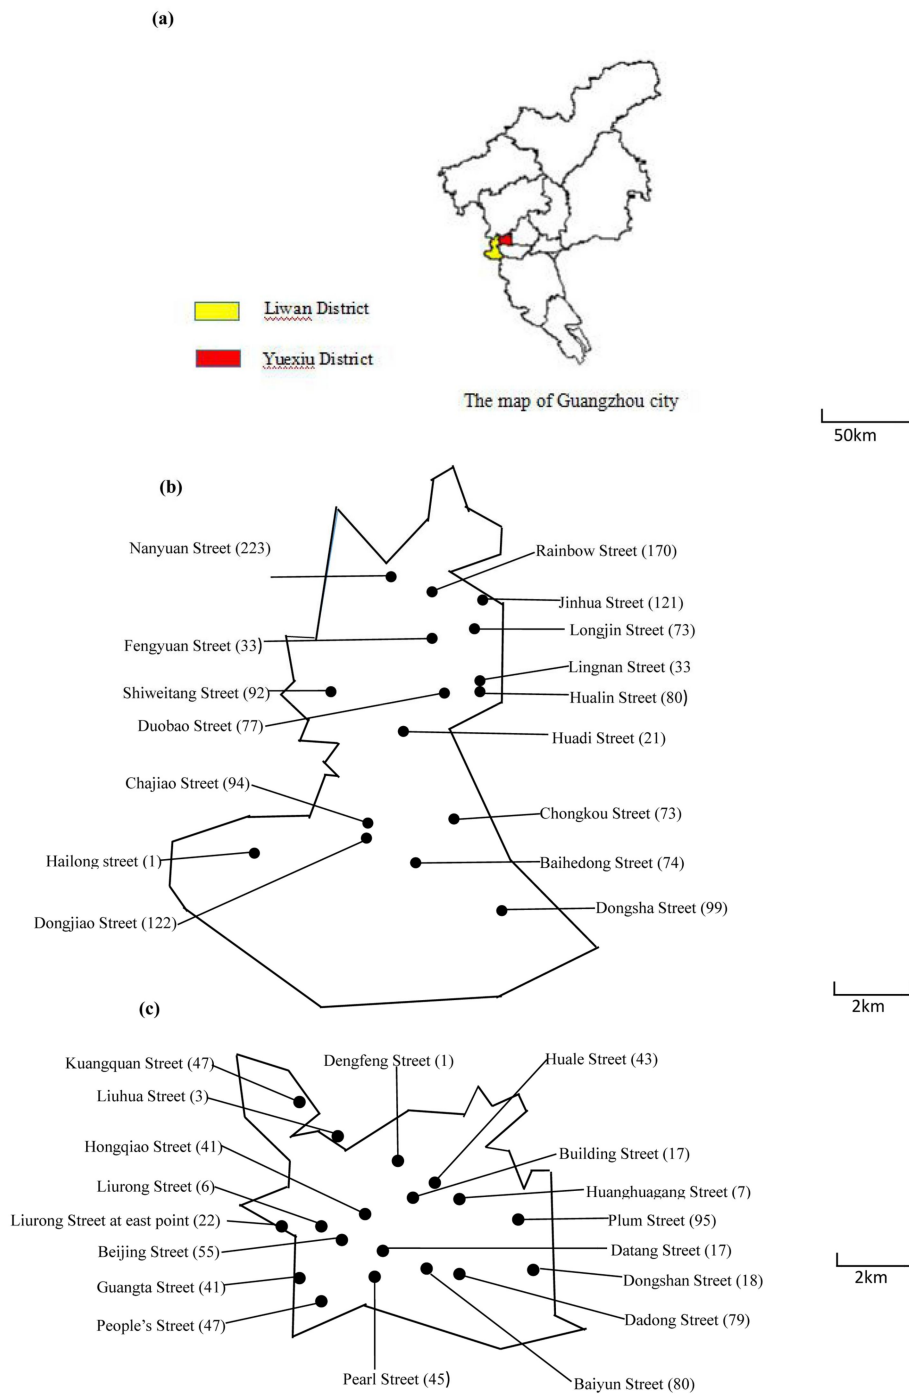 (a)
Liwan District
Yuexiu District
The map of Guangzhou city
50km
(b)
Nanyuan Street (223)
Rainbow Street (170)
Jinhua Street (121)
Longjin Street (73)
Fengyuan Street (33)
Lingnan Street (33
Shiweitang Street (92)
Hualin Street (80)
Duobao Street (77)
Huadi Street (21)
Chajiao Street (94)
Chongkou Street (73)
Hailong street (1)
Baihedong Street (74)
Dongsha Street (99)
Dongjiao Street (122)
2km
(c)
Kuangquan Street (47)
Dengfeng Street (1)
Huale Street (43)
Liuhua Street (3)
Hongqiao Street (41)
Building Street (17)
Liurong Street (6)
Huanghuagang Street (7)
Liurong Street at east point (22)
Plum Street (95)
Beijing Street (55)
Datang Street (17)
Guangta Street (41)
Dongshan Street (18)
People's Street (47)
Dadong Street (79)
2km
Pearl Street (45)
Baiyun Street (80)